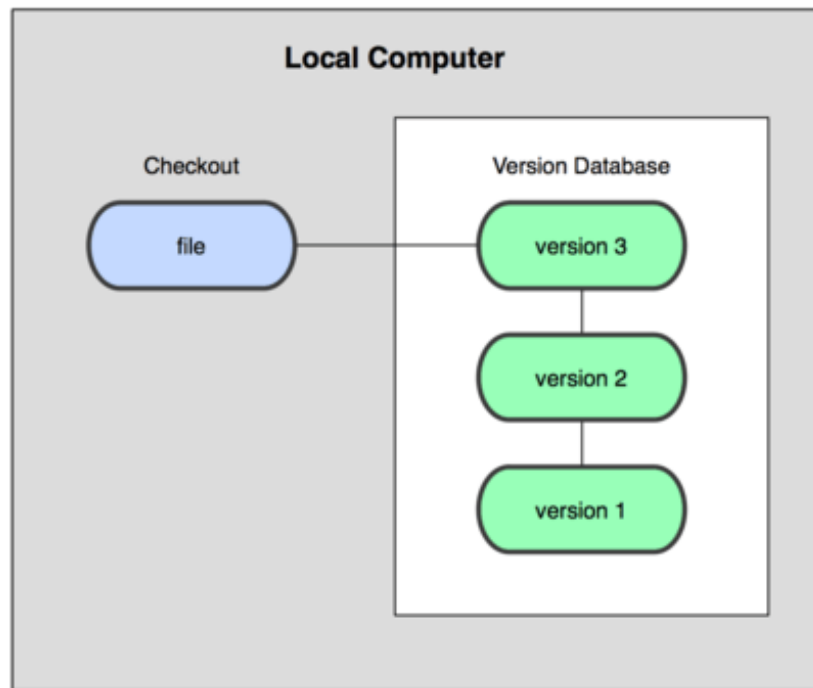 Local Computer
Checkout
Version Database
file
version 3
version 2
version 1